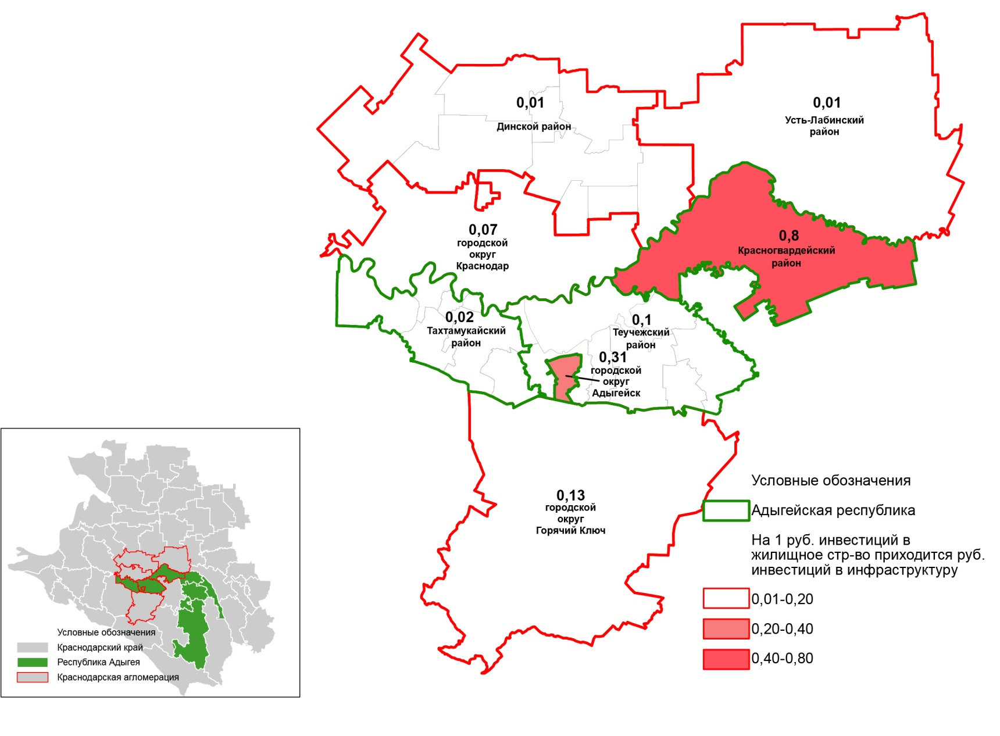 0,01
Динской район
0,01
Усть-Лабинский
район
0,07
городской
округ
Краснодар
0,8
Красногвардейский
район
0,02
Тахтамукайский
район
0,1
Теучежский
район
0,31
городской
округ
Адыгейск
0,13
городской
округ
Горячий Ключ
Условные обозначения
Адыгейская республика
На 1 руб. инвестиций в
жилищное стр-во приходится руб.
инвестиций в инфраструктуру
0,01-0,20
0,20-0,40
0,40-0,80
Условные обозначения
Краснодарский край
Республика Адыгея
Краснодарская агломерация